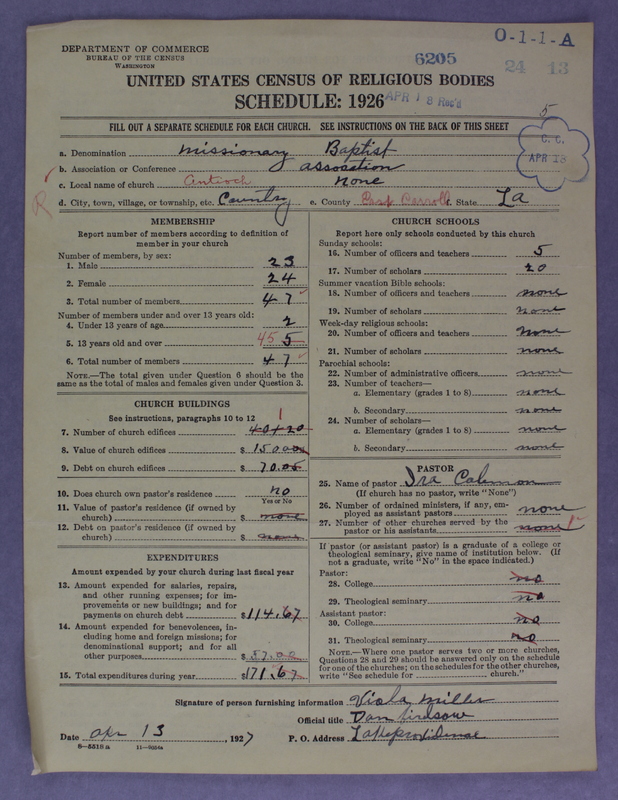 O-1-1-A
DEPARTMENT OF COMMERCE
BUREAU OF THE CENSUS
WASHINGTON
6205
24 13
UNITED STATES CENSUS OF RELIGIOUS BODIES
SCHEDULE: 1926
APR 18 Rec'd
5
FILL OUT A SEPARATE SCHEDULE FOR EACH CHURCH. SEE INSTRUCTIONS ON THE BACK OF THIS SHEET
C. C.
APR 18
a. Denomination Missionary Baptist
b. Association or Conference assocation
c. Local name of church Antioch None
R d. City, town, village, or township, etc. Country e. County East Carroll f. State La
MEMBERSHIP
Report number of members according to definition of member in your church
Number of members, by sex:
1. Male 23
2. Female 24
3. Total number of members 47
Number of members under and over 13 years old:
4. Under 13 years of age 2
5. 13 years old and over 45 5
6. Total number of members 47
NOTE.—The total given under Question 6 should be the same as the total of males and females given under Question 3.
CHURCH BUILDINGS
See instructions, paragraphs 10 to 12
1
7. Number of church edifices 40+20
8. Value of church edifices $ 15000
9. Debt on church edifices $ 70.05
10. Does church own pastor's residence no
Yes or No
11. Value of pastor's residence (if owned by church) $ none
12. Debt on pastor's residence (if owned by church) $ none
EXPENDITURES
Amount expended by your church during last fiscal year
13. Amount expended for salaries, repairs, and other running expenses; for improvements or new buildings; and for payments on church debt $114.67
14. Amount expended for benevolences, including home and foreign missions; for denominational support; and for all other purposes $ 57.00
15. Total expenditures during year $171.67
CHURCH SCHOOLS
Report here only schools conducted by this church
Sunday schools:
16. Number of officers and teachers 5
17. Number of scholars 20
Summer vacation Bible schools:
18. Number of officers and teachers none
19. Number of scholars none
Week-day religious schools:
20. Number of officers and teachers none
21. Number of scholars none
Parochial schools:
22. Number of administrative officers none
23. Number of teachers—
a. Elementary (grades 1 to 8) none
b. Secondary none
24. Number of scholars—
a. Elementary (grades 1 to 8) none
b. Secondary none
PASTOR
25. Name of pastor Ira
(If church has no pastor, write "None")
26. Number of ordained ministers, if any, employed as assistant pastors none
27. Number of other churches served by the pastor or his assistants none
If pastor (or assistant pastor) is a graduate of a college or theological seminary, give name of institution below. (If not a graduate, write "No" in the space indicated.)
Pastor:
28. College no
29. Theological seminary no
Assistant pastor:
30. College no
31. Theological seminary no
NOTE.—Where one pastor serves two or more churches, Questions 28 and 29 should be answered only on the schedule for one of the churches; on the schedules for the other churches, write "See schedule for church."
Signature of person furnishing information Viola Miller
Official title Dan
Date apr 13, 1927 P. O. Address Lakeprovidense
8—5518a 11—9024a